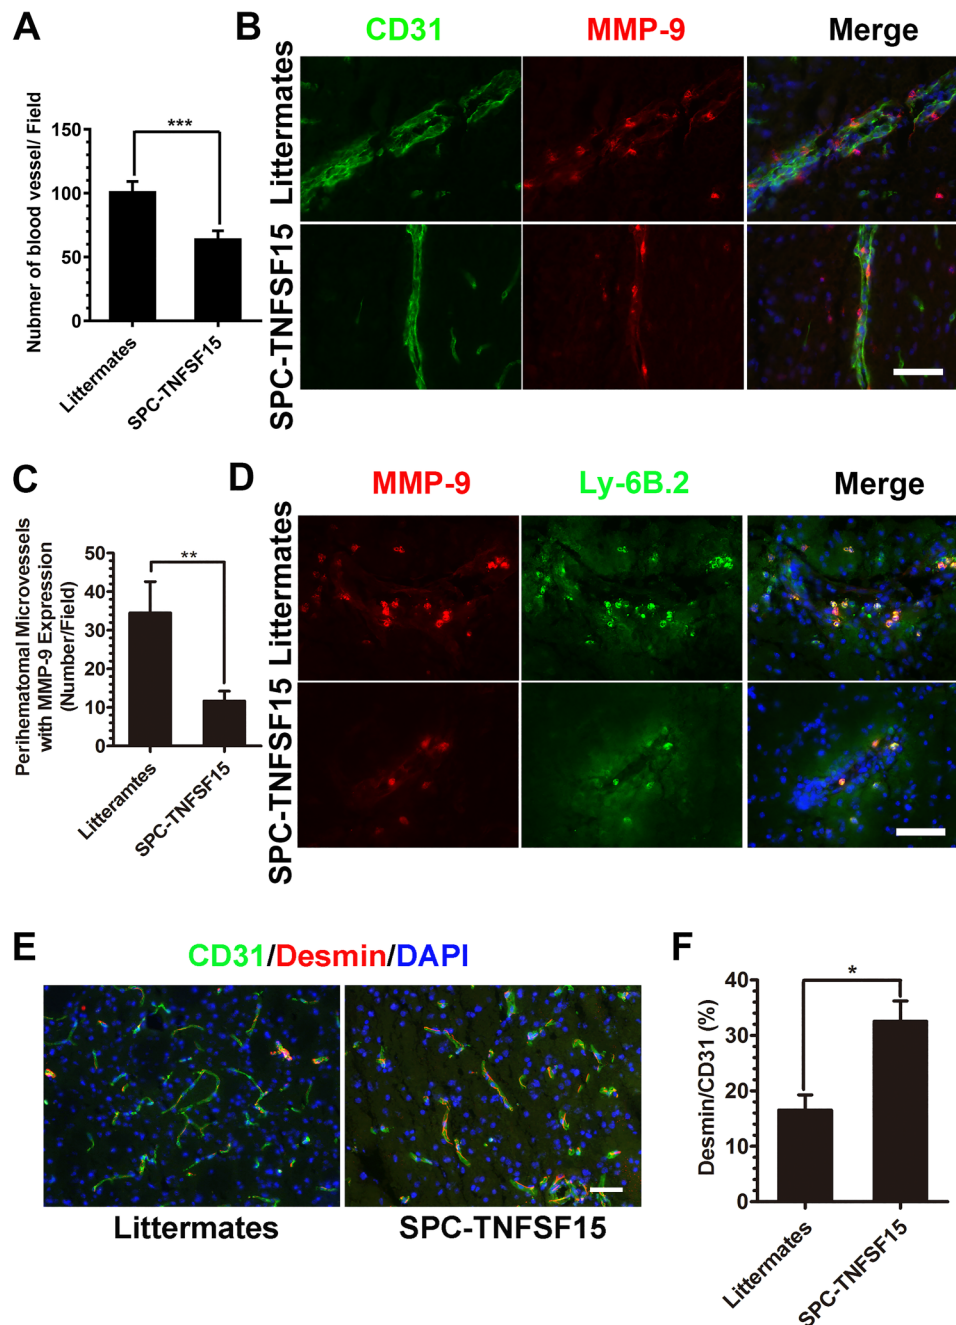 A
Nubmer of blood vessel/ Field
150
100
50
0
***
Littermates
SPC-TNFSF15
B
CD31
MMP-9
Merge
Littermates
SPC-TNFSF15
C
Perihematomal Microvessels
with MMP-9 Expression
(Number/Field)
50
40
30
20
10
0
**
Litteramtes
SPC-TNFSF15
D
MMP-9
Ly-6B.2
Merge
Littermates
SPC-TNFSF15
E
CD31/Desmin/DAPI
Littermates
SPC-TNFSF15
F
Desmin/CD31 (%)
40
30
20
10
0
*
Littermates
SPC-TNFSF15